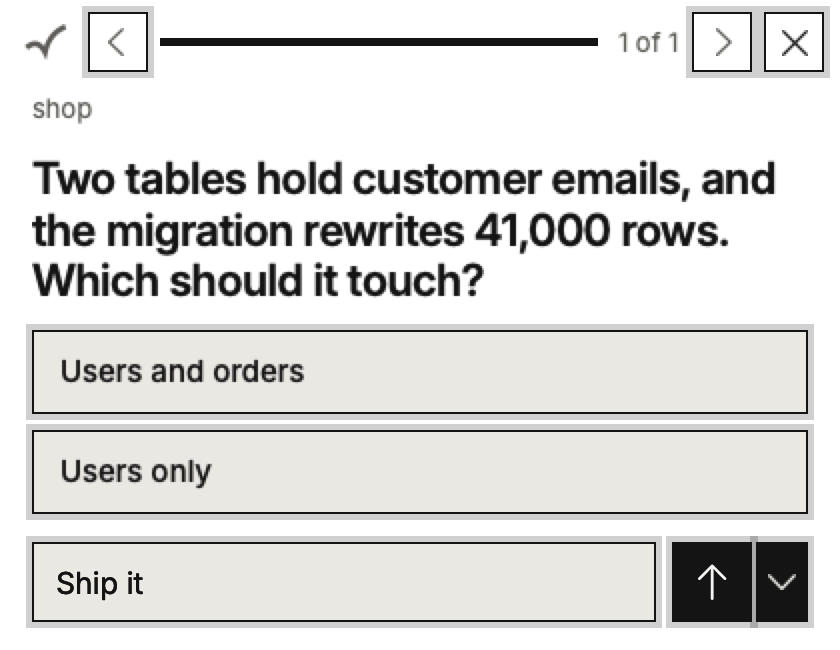 1 of 1
shop
Two tables hold customer emails, and
the migration rewrites 41,000 rows.
Which should it touch?
Users and orders
Users only
Ship it